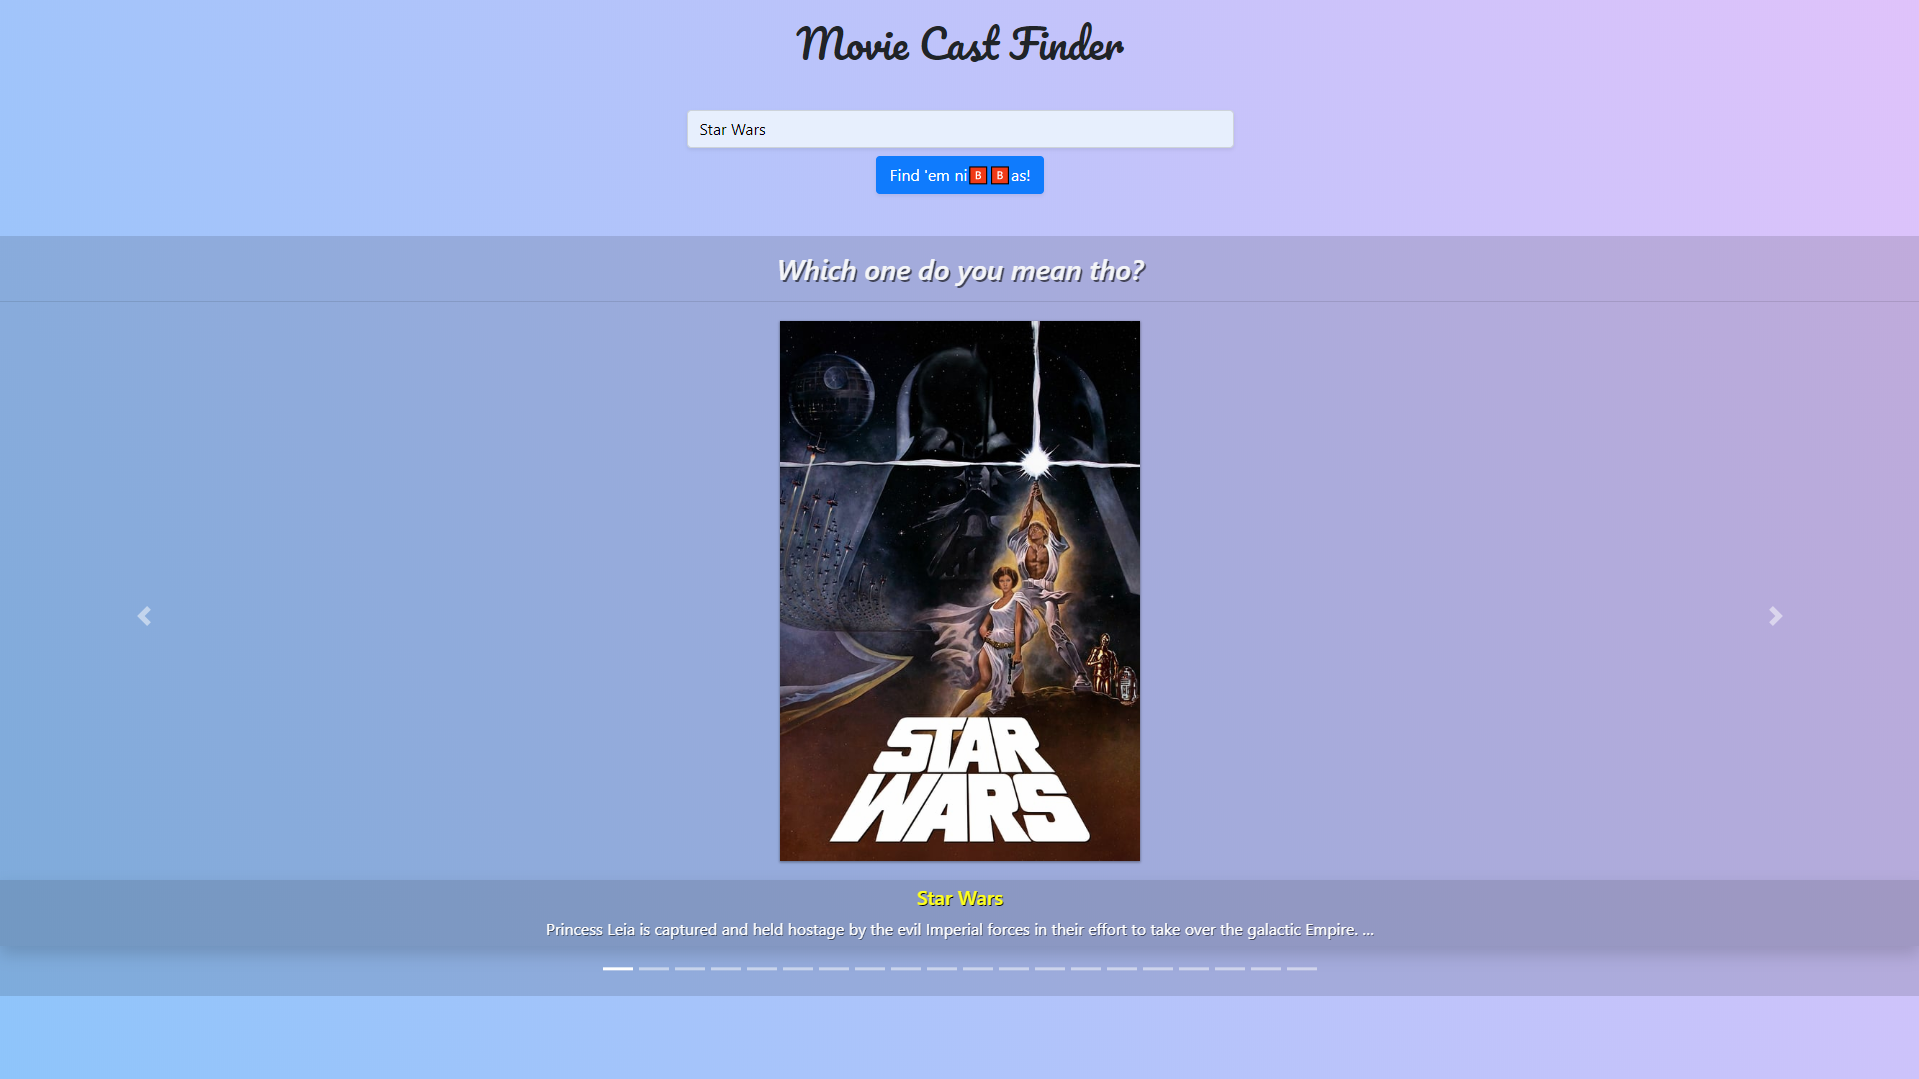 Movie Cast Finder
Star Wars
Find 'em ni🅱🅱as!
Which one do you mean tho?
STAR
WARS
Star Wars
Princess Leia is captured and held hostage by the evil Imperial forces in their effort to take over the galactic Empire. ...